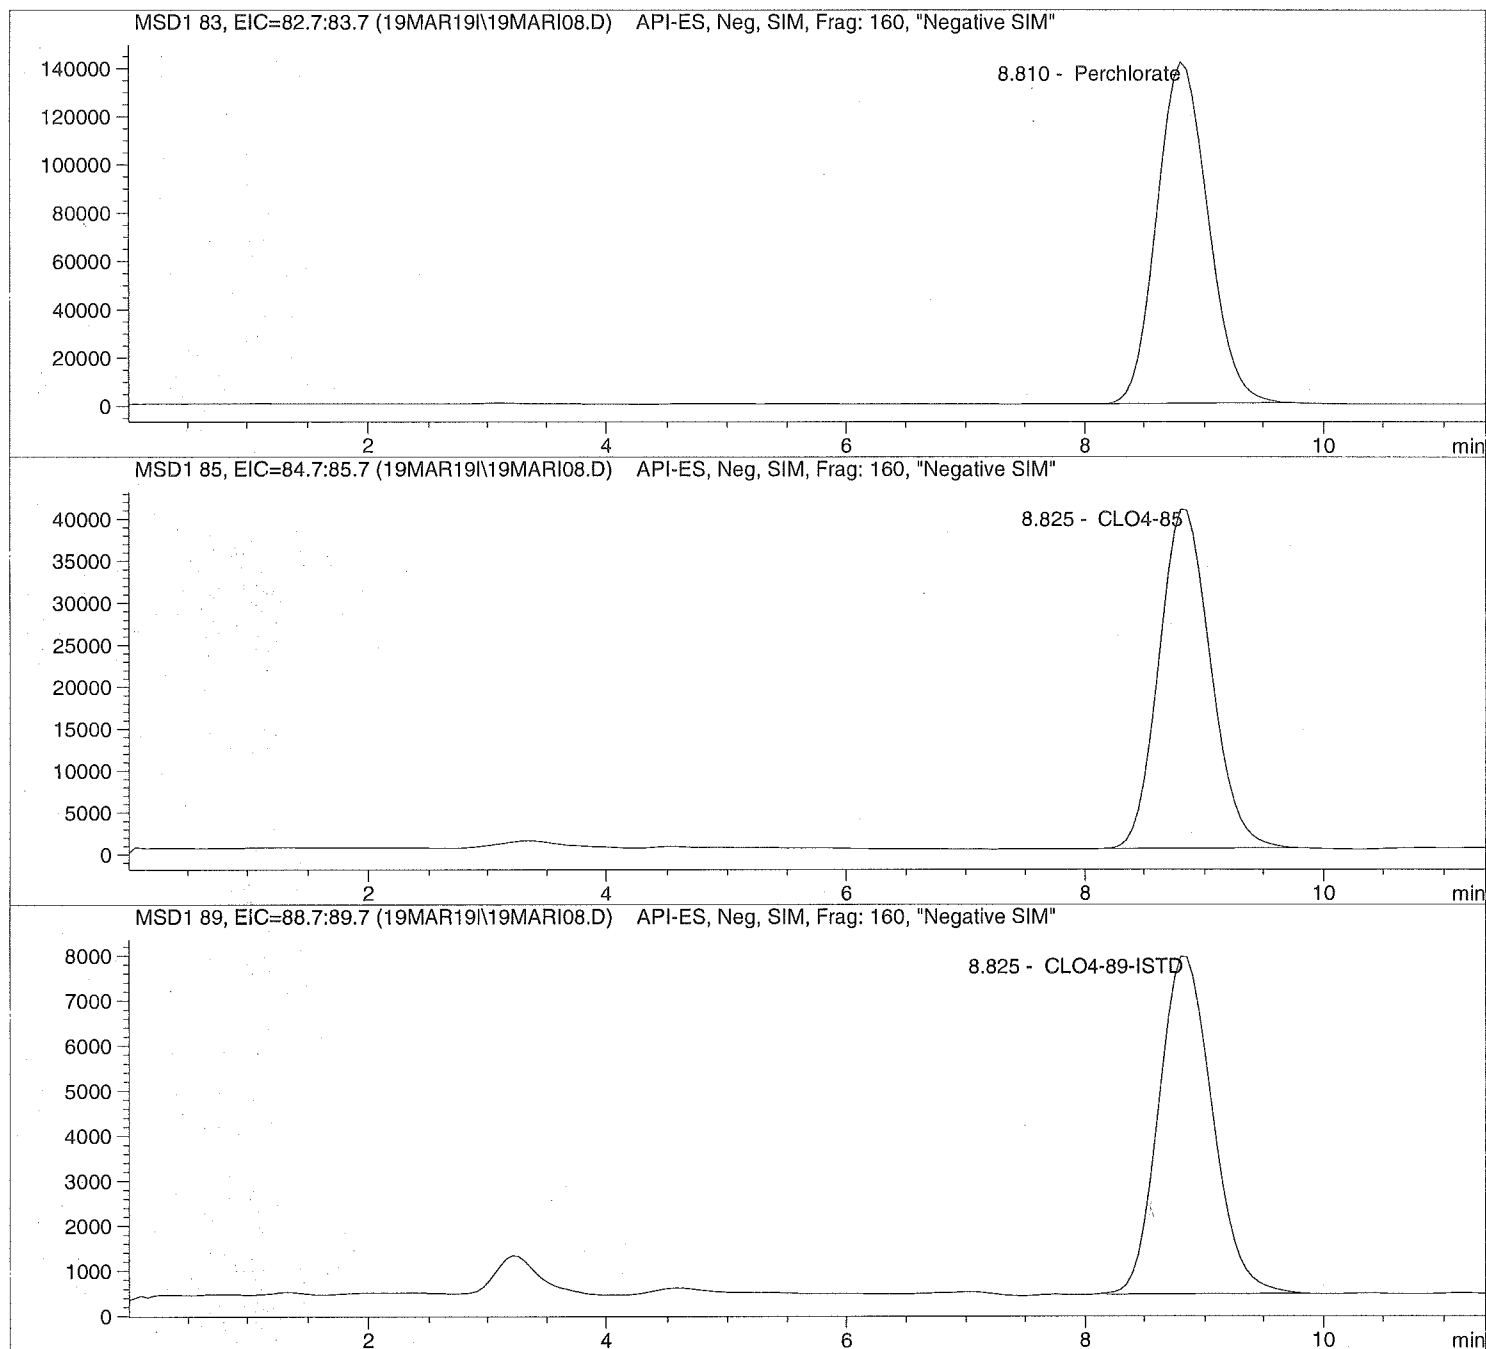 MSD1 83, EIC=82.7:83.7 (19MAR19I\19MARI08.D) API-ES, Neg, SIM, Frag: 160, "Negative SIM"
140000
8.810 - Perchlorate
120000
100000
80000
60000
40000
20000
0
2 4 6 8 10 min
MSD1 85, EIC=84.7:85.7 (19MAR19I\19MARI08.D) API-ES, Neg, SIM, Frag: 160, "Negative SIM"
40000 8.825 - CLO4-85
35000
30000
25000
20000
15000
10000
5000
0
2 4 6 8 10 min
MSD1 89, EIC=88.7:89.7 (19MAR19I\19MARI08.D) API-ES, Neg, SIM, Frag: 160, "Negative SIM"
8000
8.825 - CLO4-89-ISTD
7000
6000
5000
4000
3000
2000
1000
0
2 4 6 8 10 min